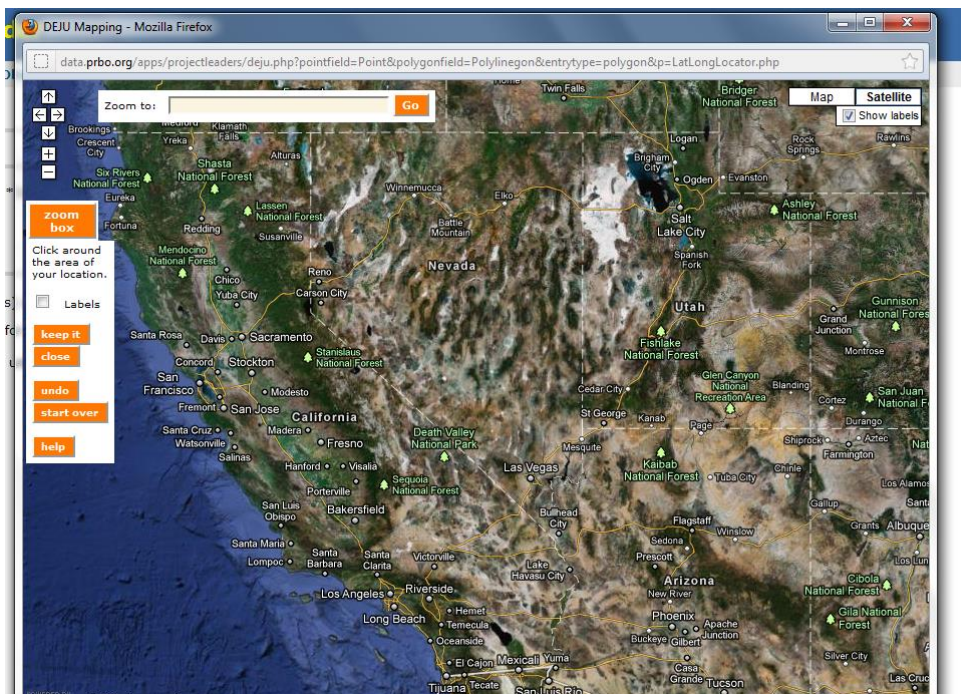 DEJU Mapping - Mozilla Firefox
data.prbo.org/apps/projectleaders/deju.php?pointfield=Point&polygonfield=Polylinegon&entrytype=polygon&p=LatLongLocator.php
Zoom to:
Go
Map
Satellite
Show labels
zoom
box
Click around
the area of
your location.
Labels
keep it
close
undo
start over
help
Twin Falls
Bridger
National Forest
Brookings
Crescent
City
Medford
Klamath
Falls
Yreka
Alturas
Logan
Rock
Springs
Rawlins
Six Rivers
National Forest
Shasta
National Forest
Brigham
City
Ogden
Evanston
Eureka
Fortuna
Redding
Lassen
National Forest
Susanville
Winnemucca
Battle
Mountain
Elko
Salt
Lake City
Ashley
National Forest
Mendocino
National Forest
Chico
Yuba City
Reno
Carson City
Nevada
Spanish
Fork
Utah
Gunnison
National Fores
Grand
Junction
Montrose
Santa Rosa
Davis
Sacramento
Stanislaus
National Forest
Fishlake
National Forest
Concord
Stockton
San
Francisco
Modesto
Fremont
San Jose
California
Cedar City
Glen Canyon
National
Recreation Area
Blanding
Cortez
San Juan
National F
Durango
Santa Cruz
Watsonville
Salinas
Madera
Fresno
Death Valley
National Park
St George
Kanab
Page
Mesquite
Shiprock
Aztec
Farmington
Nat
Hanford
Visalia
Porterville
Sequoia
National Forest
Las Vegas
Kaibab
National Forest
Tuba City
Chinle
Los Alamos
San Luis
Obispo
Bakersfield
Bullhead
City
Flagstaff
Winslow
Gallup
Santa
Grants
Albuque
Santa Maria
Lompoc
Santa
Barbara
Santa
Clarita
Victorville
Lake
Havasu City
Sedona
Prescott
Los Lun
Los Angeles
Riverside
Long Beach
Arizona
New River
Cibola
National Forest
Hemet
Temecula
Oceanside
Phoenix
Buckeye
Gilbert
Apache
Junction
Gila National
Forest
El Cajon
Mexicali
Yuma
Casa
Grande
Silver City
Tijuana
Tecate
San Luis Rio
Tucson
Las Cruc